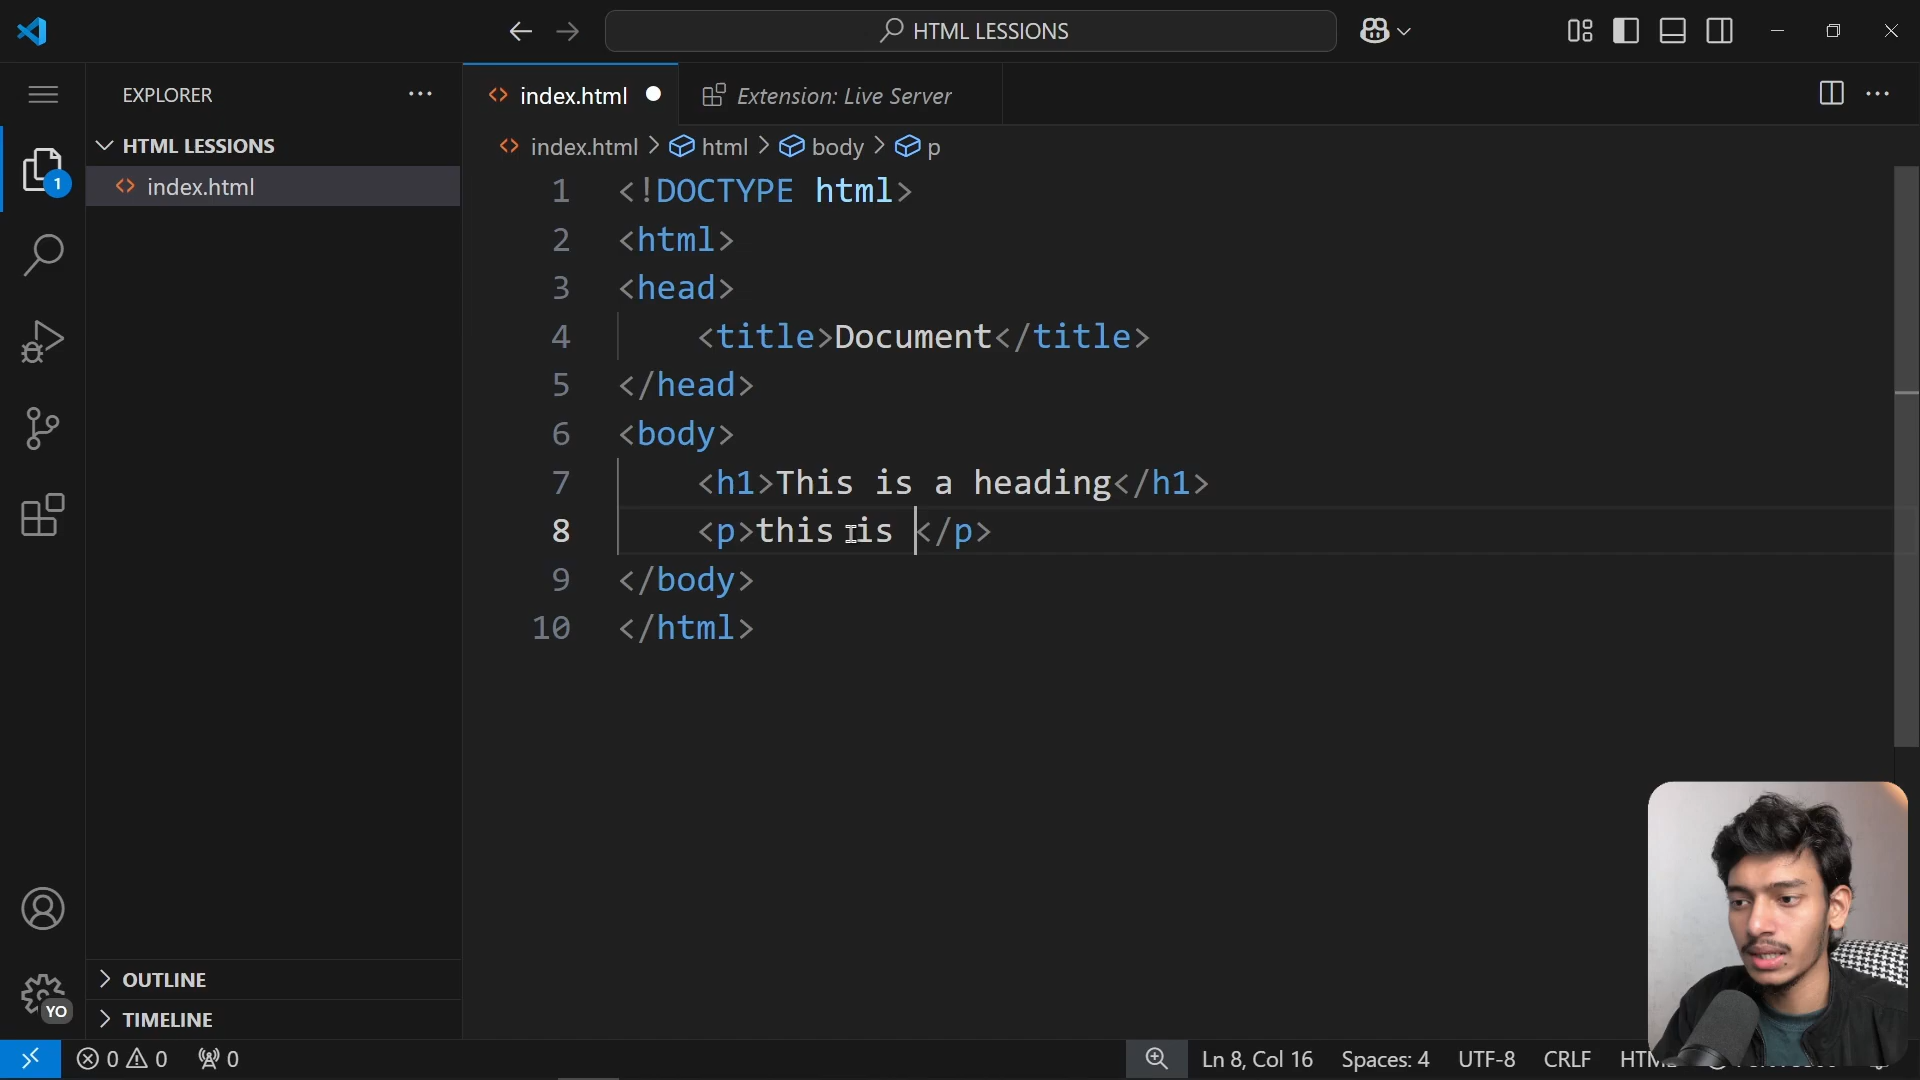 HTML LESSIONS
EXPLORER
index.html
Extension: Live Server
HTML LESSIONS
index.html > html > body > p
1
index.html
1 <!DOCTYPE html>
2 <html>
3 <head>
4 <title>Document</title>
5 </head>
6 <body>
7 <h1>This is a heading</h1>
8 <p>this is </p>
9 </body>
10 </html>
OUTLINE
YO
TIMELINE
0 0 0 Ln 8, Col 16 Spaces: 4 UTF-8 CRLF